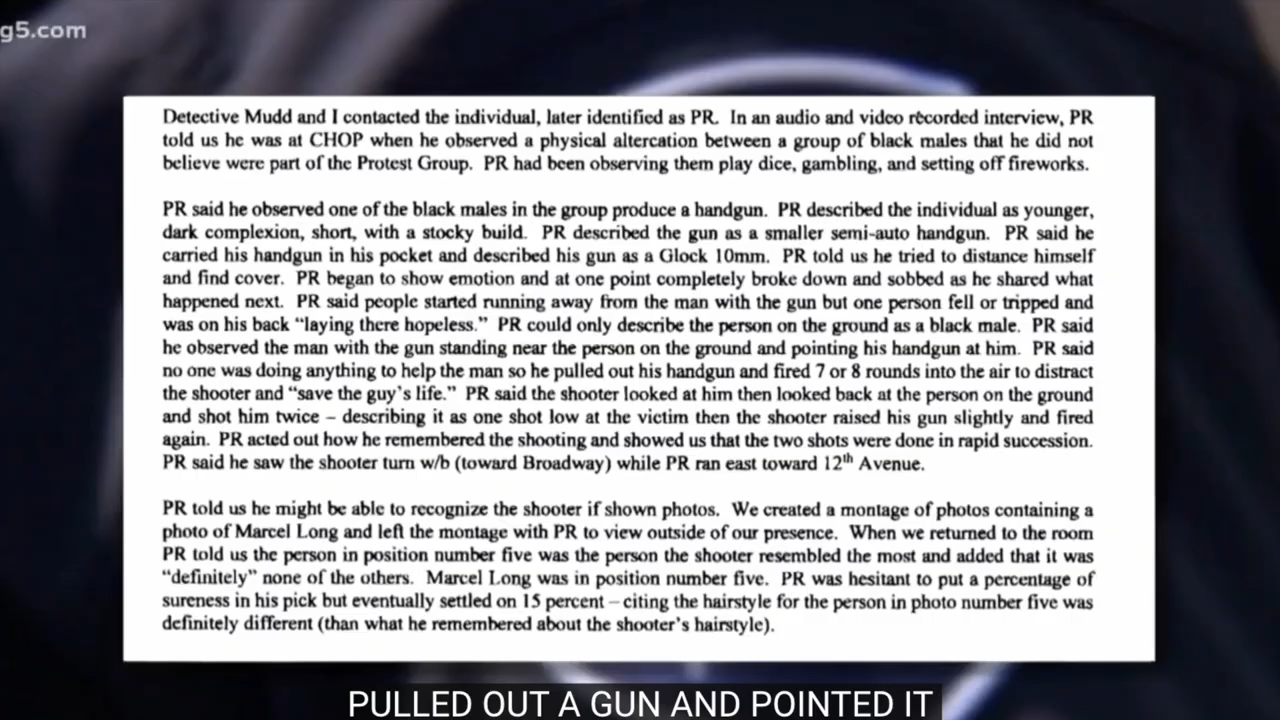 g5.com
Detective Mudd and I contacted the individual, later identified as PR. In an audio and video recorded interview, PR
told us he was at CHOP when he observed a physical altercation between a group of black males that he did not
believe were part of the Protest Group. PR had been observing them play dice, gambling, and setting off fireworks.
PR said he observed one of the black males in the group produce a handgun. PR described the individual as younger,
dark complexion, short, with a stocky build. PR described the gun as a smaller semi-auto handgun. PR said he
carried his handgun in his pocket and described his gun as a Glock 10mm. PR told us he tried to distance himself
and find cover. PR began to show emotion and at one point completely broke down and sobbed as he shared what
happened next. PR said people started running away from the man with the gun but one person fell or tripped and
was on his back “laying there hopeless.” PR could only describe the person on the ground as a black male. PR said
he observed the man with the gun standing near the person on the ground and pointing his handgun at him. PR said
no one was doing anything to help the man so he pulled out his handgun and fired 7 or 8 rounds into the air to distract
the shooter and “save the guy’s life.” PR said the shooter looked at him then looked back at the person on the ground
and shot him twice – describing it as one shot low at the victim then the shooter raised his gun slightly and fired
again. PR acted out how he remembered the shooting and showed us that the two shots were done in rapid succession.
PR said he saw the shooter turn w/b (toward Broadway) while PR ran east toward 12th Avenue.
PR told us he might be able to recognize the shooter if shown photos. We created a montage of photos containing a
photo of Marcel Long and left the montage with PR to view outside of our presence. When we returned to the room
PR told us the person in position number five was the person the shooter resembled the most and added that it was
“definitely” none of the others. Marcel Long was in position number five. PR was hesitant to put a percentage of
sureness in his pick but eventually settled on 15 percent – citing the hairstyle for the person in photo number five was
definitely different (than what he remembered about the shooter’s hairstyle).
PULLED OUT A GUN AND POINTED IT